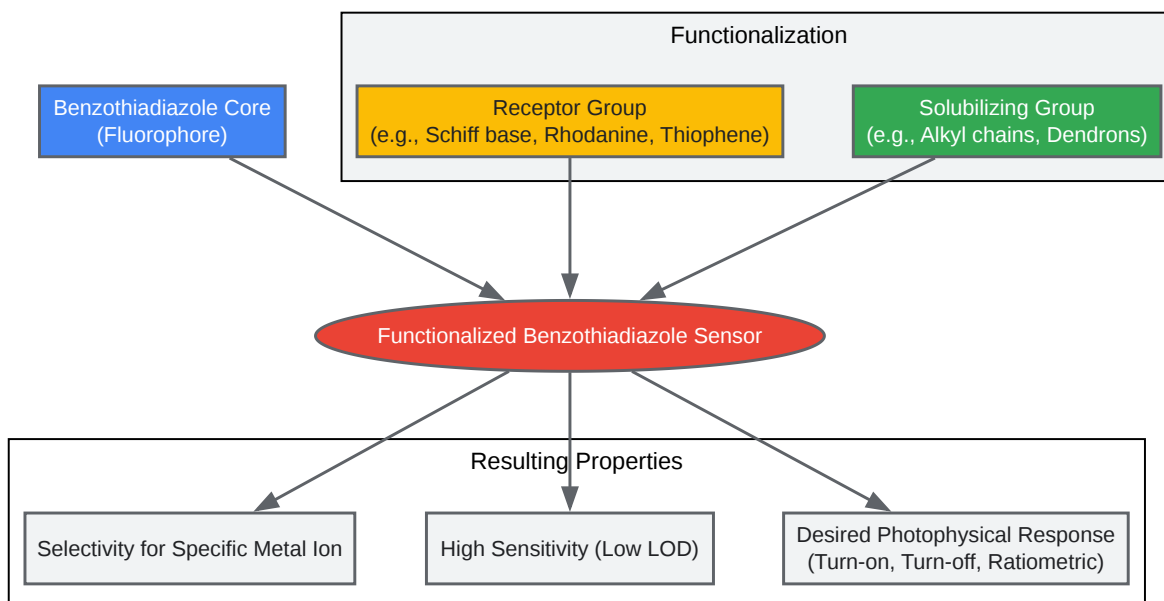 Functionalization
Benzothiadiazole Core
(Fluorophore)
Receptor Group
(e.g., Schiff base, Rhodanine, Thiophene)
Solubilizing Group
(e.g., Alkyl chains, Dendrons)
Functionalized Benzothiadiazole Sensor
Resulting Properties
Selectivity for Specific Metal Ion
High Sensitivity (Low LOD)
Desired Photophysical Response
(Turn-on, Turn-off, Ratiometric)